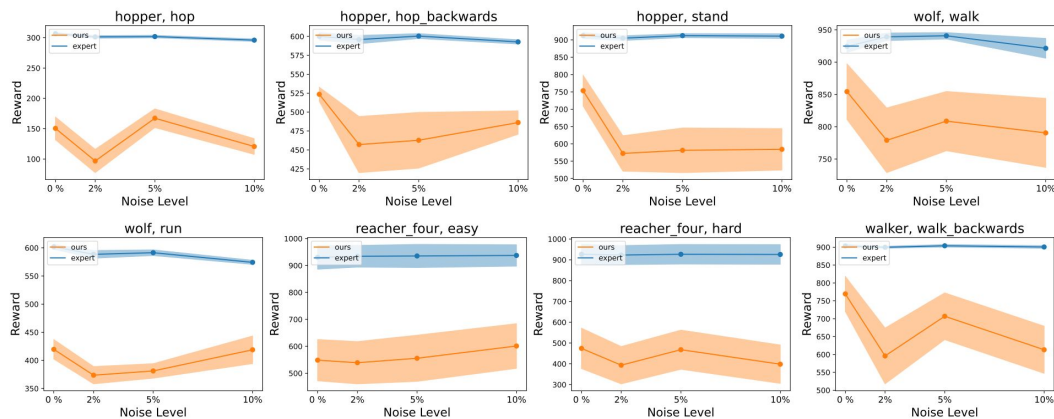 hopper, hop
300
250
200
150
100
Reward
ours
expert
0 %
2%
5%
10%
Noise Level
hopper, hop_backwards
600
575
550
525
500
475
450
425
Reward
ours
expert
0 %
2%
5%
10%
Noise Level
hopper, stand
900
850
800
750
700
650
600
550
500
Reward
ours
expert
0 %
2%
5%
10%
Noise Level
wolf, walk
950
900
850
800
750
Reward
ours
expert
0 %
2%
5%
10%
Noise Level
wolf, run
600
550
500
450
400
350
Reward
ours
expert
0 %
2%
5%
10%
Noise Level
reacher_four, easy
1000
900
800
700
600
500
Reward
ours
expert
0 %
2%
5%
10%
Noise Level
reacher_four, hard
1000
900
800
700
600
500
400
300
Reward
ours
expert
0 %
2%
5%
10%
Noise Level
walker, walk_backwards
900
850
800
750
700
650
600
550
500
Reward
ours
expert
0 %
2%
5%
10%
Noise Level